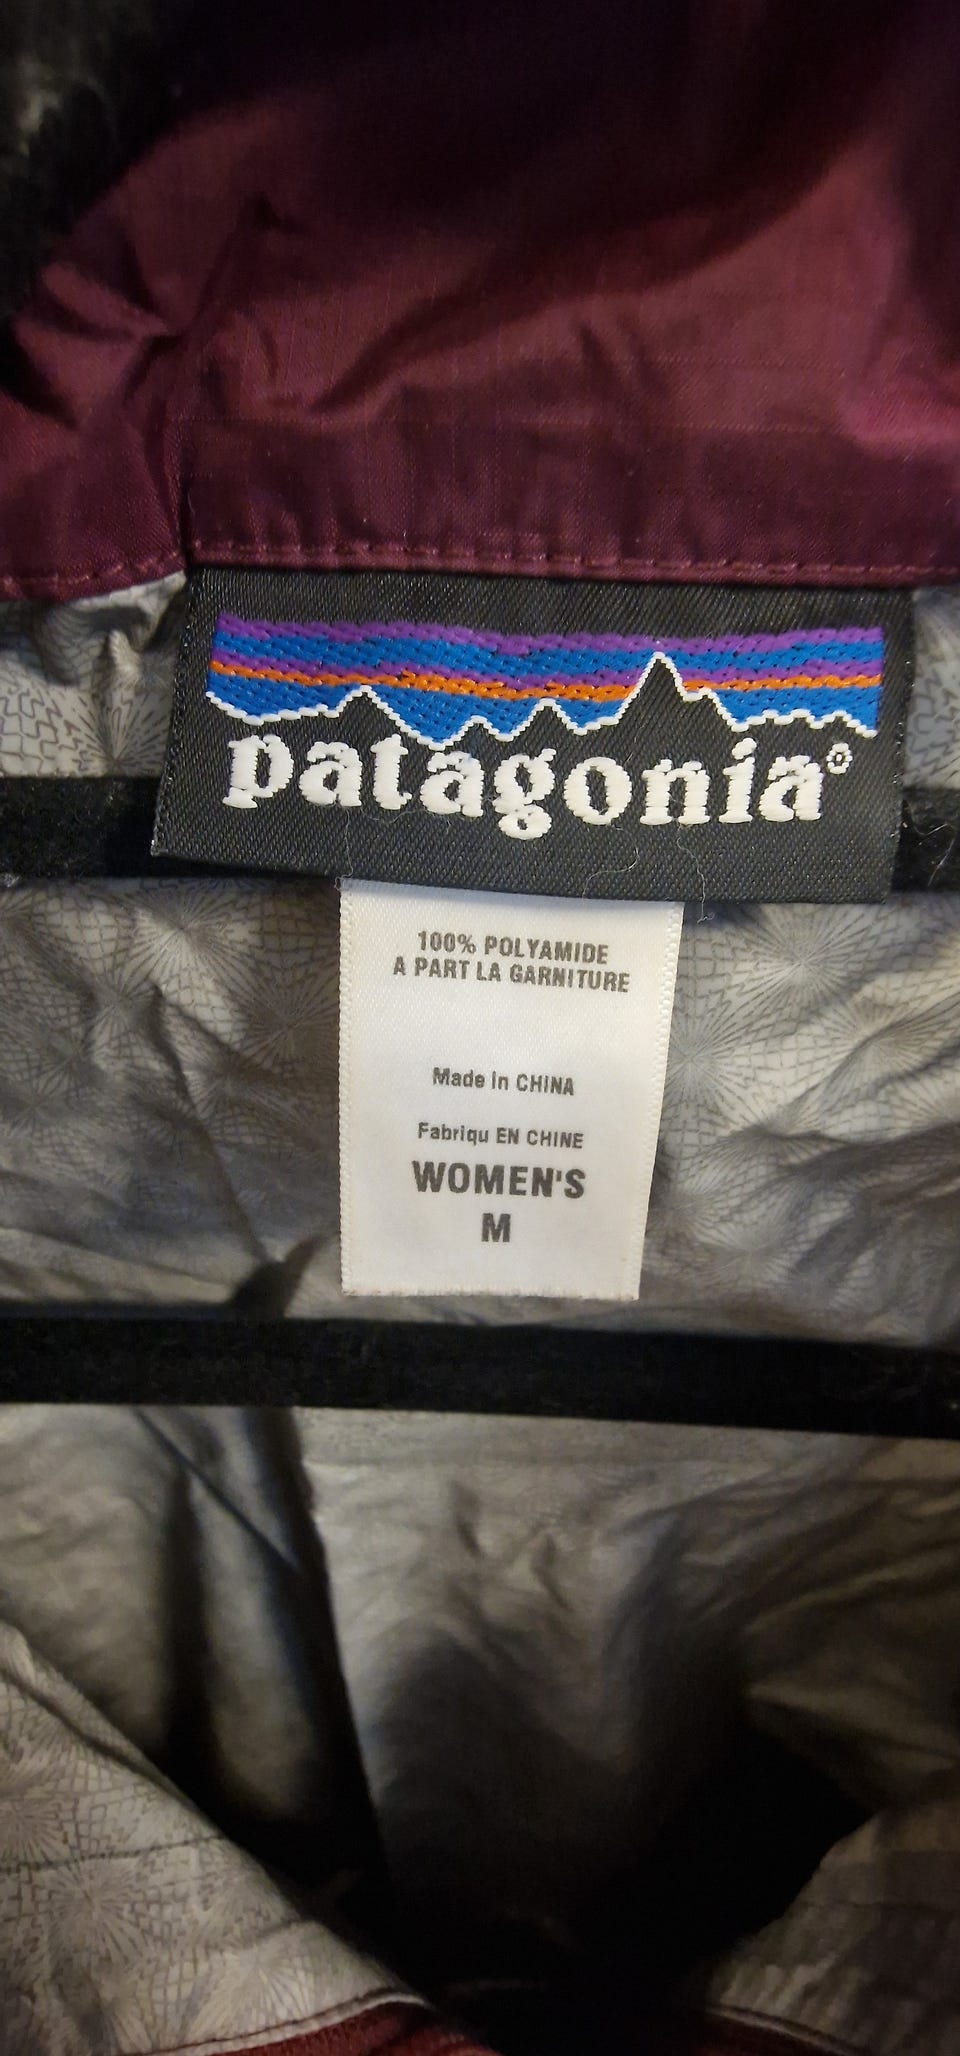 patagonia®
100% POLYAMIDE
A PART LA GARNITURE
Made in CHINA
Fabriqu EN CHINE
WOMEN'S
M